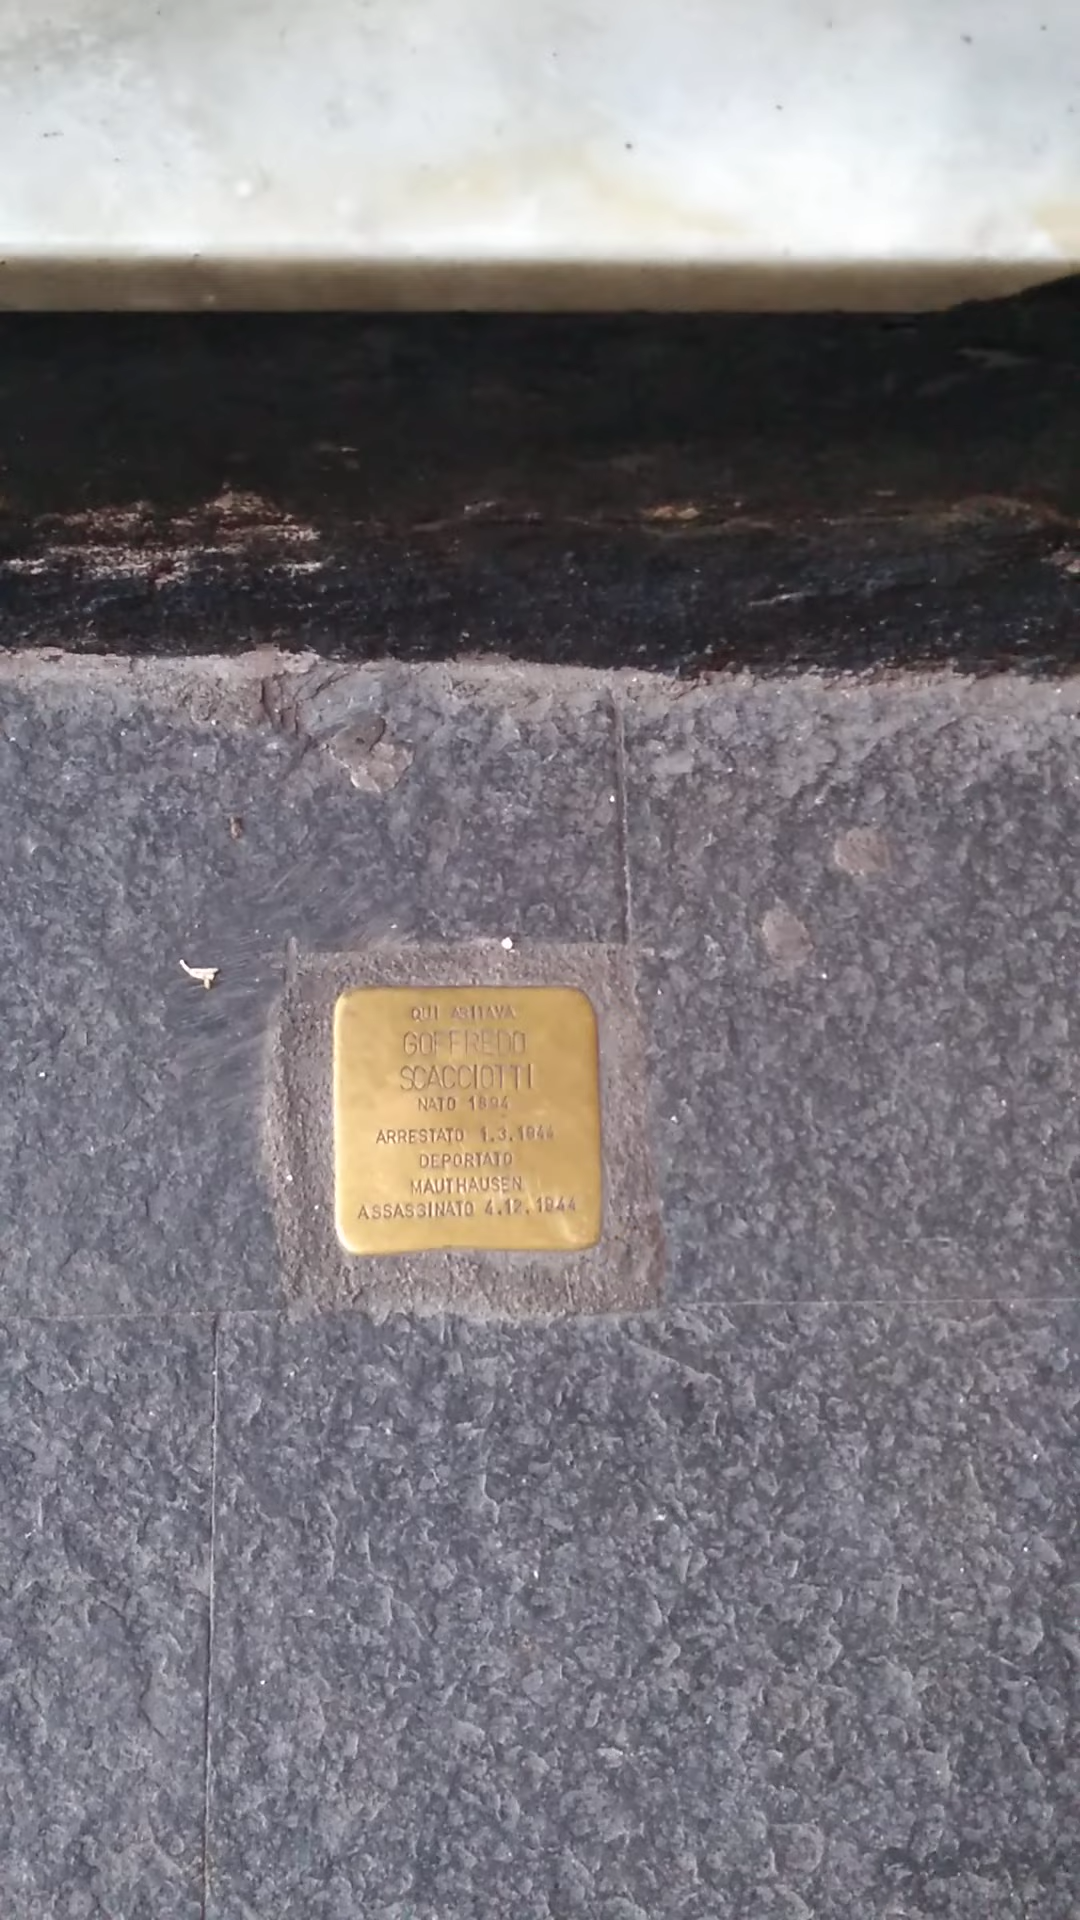 QUI ABITAVA
GOFFREDO
SCACCIOTTI
NATO 1894
ARRESTATO 1.3.1944
DEPORTATO
MAUTHAUSEN
ASSASSINATO 4.12.1944